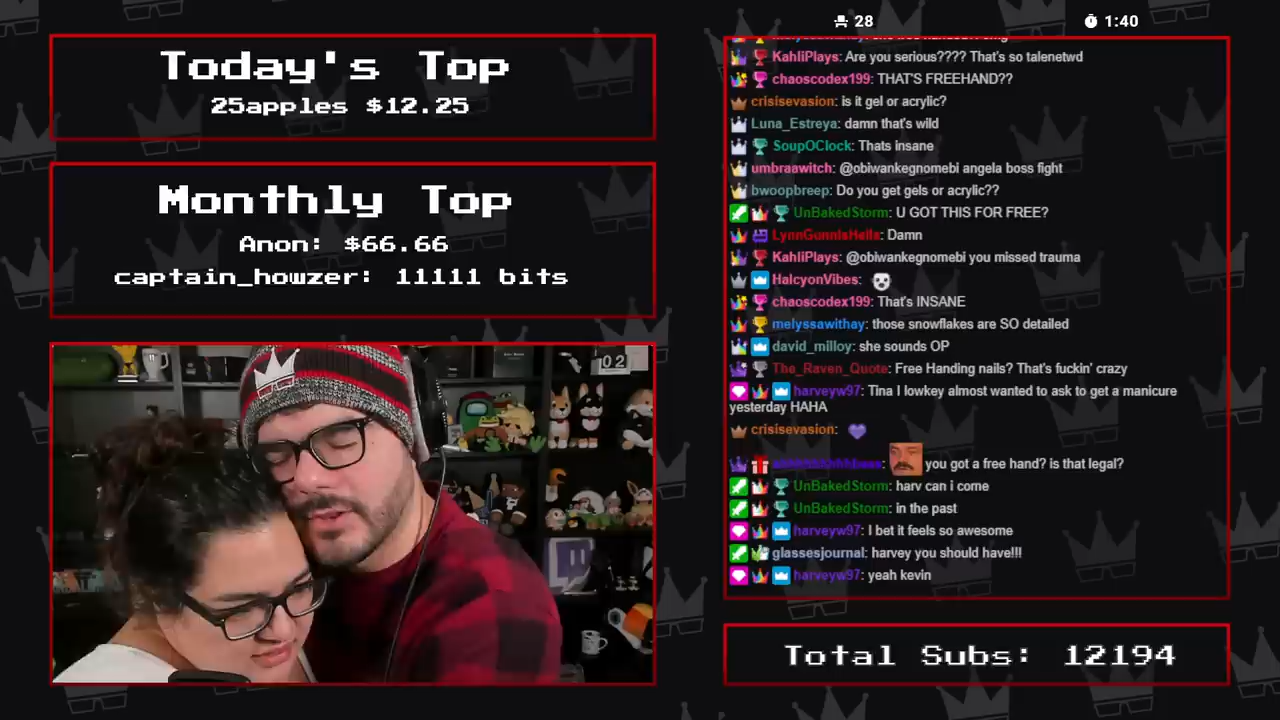 28
1:40
Today's Top
25apples $12.25
Monthly Top
Anon: $66.66
captain_howzer: 11111 bits
KahliPlays: Are you serious???? That's so talenetwd
chaoscodex199: THAT'S FREEHAND??
crisisevasion: is it gel or acrylic?
Luna_Estreya: damn that's wild
SoupOClock: Thats insane
umbraawitch: @obiwankegnomebi angela boss fight
bwoopbreep: Do you get gels or acrylic??
UnBakedStorm: U GOT THIS FOR FREE?
LynnGunnIsHella: Damn
KahliPlays: @obiwankegnomebi you missed trauma
HalcyonVibes:
chaoscodex199: That's INSANE
melyssawithay: those snowflakes are SO detailed
david_milloy: she sounds OP
The_Raven_Quote: Free Handing nails? That's fuckin' crazy
harveyw97: Tina I lowkey almost wanted to ask to get a manicure
yesterday HAHA
crisisevasion:
you got a free hand? is that legal?
UnBakedStorm: harv can i come
UnBakedStorm: in the past
harveyw97: I bet it feels so awesome
glassesjournal: harvey you should have!!!
harveyw97: yeah kevin
Total Subs: 12194
02